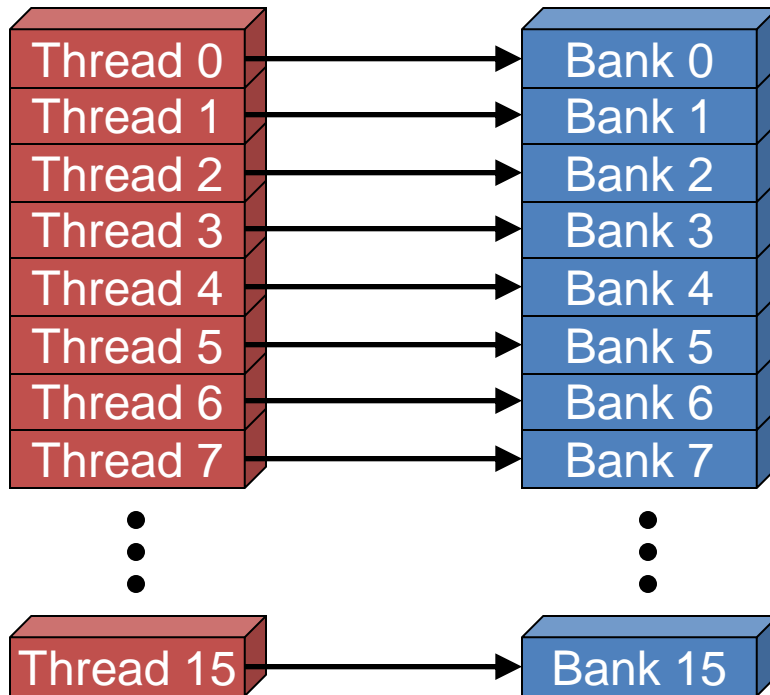 Thread 0
Bank 0
Thread 1
Bank 1
Thread 2
Bank 2
Thread 3
Bank 3
Thread 4
Bank 4
Thread 5
Bank 5
Thread 6
Bank 6
Thread 7
Bank 7
Thread 15
Bank 15